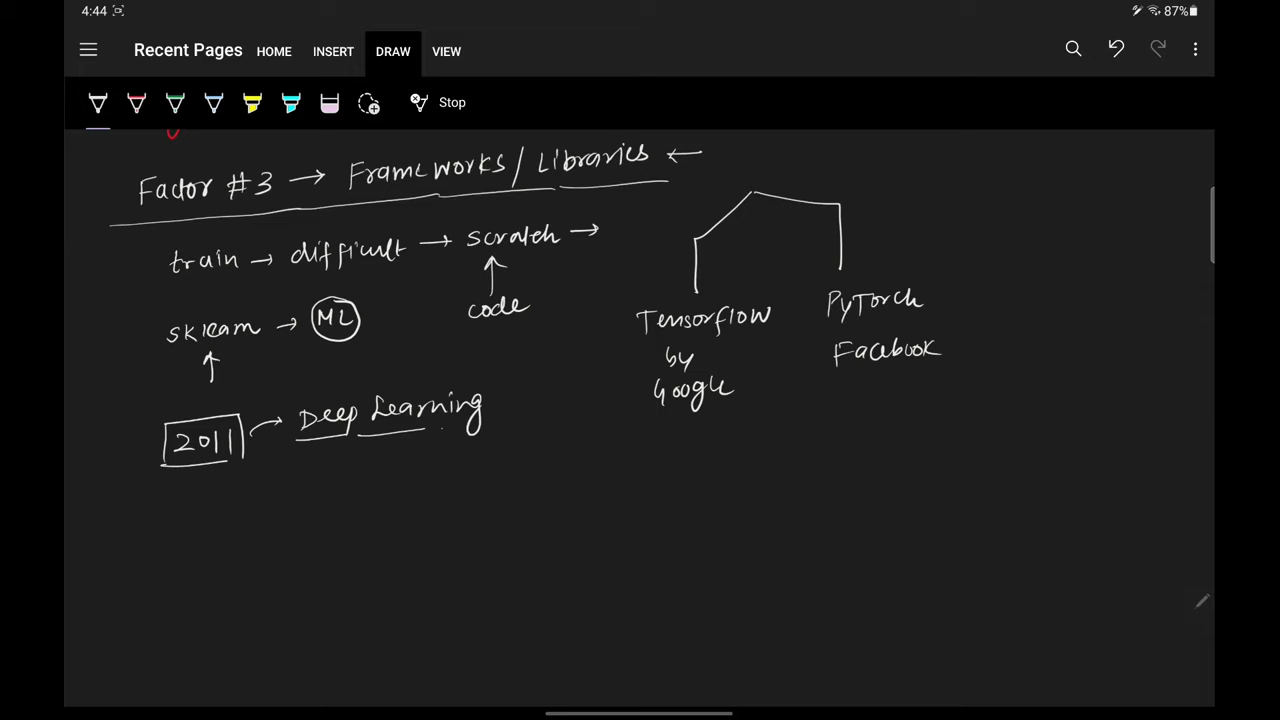 4:44 87%
Recent Pages HOME INSERT DRAW VIEW
Stop
Factor #3 → Frameworks/Libraries ←
train → difficult → scratch →
↑
code
sklearn → ML
↑
2011 → Deep Learning
Tensorflow
by
Google
PyTorch
Facebook